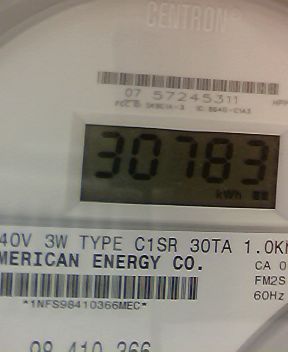 CENTRON®
07 57245311
30783
kWh
40V 3W TYPE C1SR 30TA 1.0K
MERICAN ENERGY CO.
CA 0
FM2S
60Hz
*1NFS98410366MEC*
98 410 366